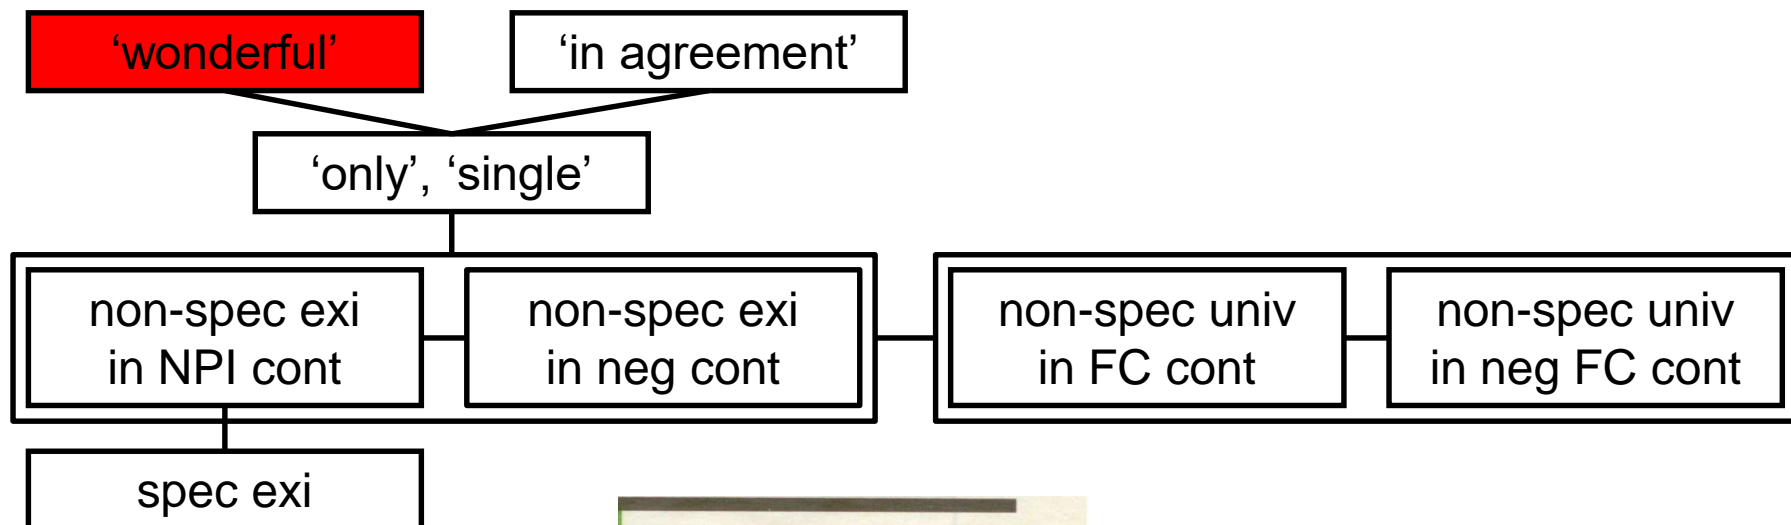 ‘wonderful’
‘in agreement’
‘only’, ‘single’
non-spec exi
in NPI cont
non-spec exi
in neg cont
non-spec univ
in FC cont
non-spec univ
in neg FC cont
spec exi